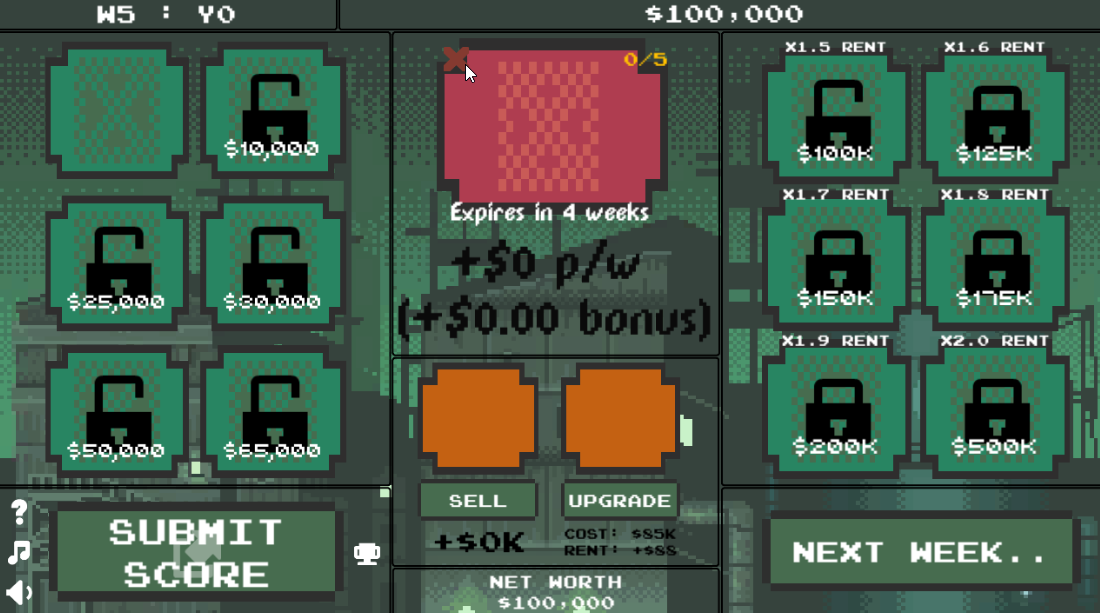 W5 : Y0
$100,000
$10,000
$25,000
$30,000
$50,000
$65,000
SUBMIT
SCORE
?
0/5
Expires in 4 weeks
+$0 p/w
(+$0.00 bonus)
SELL
UPGRADE
+$0K
COST: $85K
RENT: +$88
NET WORTH
$100,000
X1.5 RENT
X1.6 RENT
$100K
$125K
X1.7 RENT
X1.8 RENT
$150K
$175K
X1.9 RENT
X2.0 RENT
$200K
$500K
NEXT WEEK..